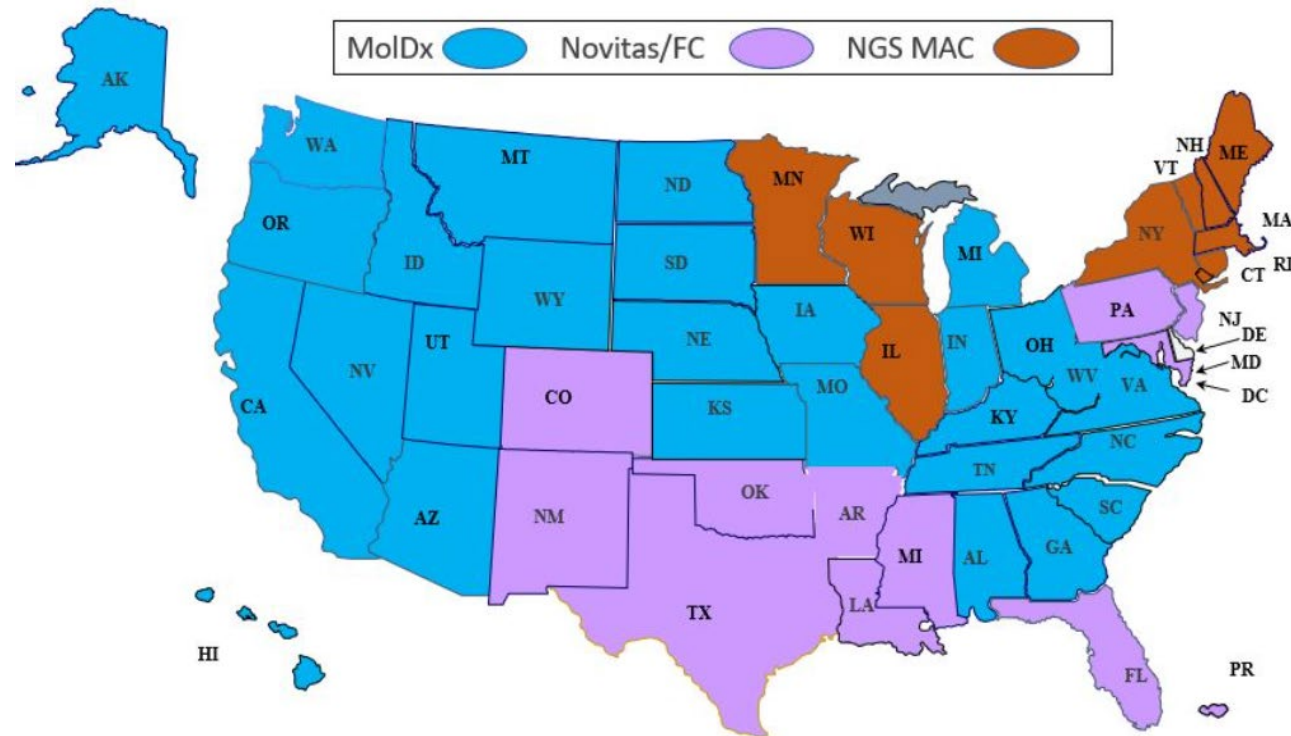 MolDx Novitas/FC NGS MAC
AK
WA
MT
ND
MN
VT
NH
ME
OR
ID
SD
WI
MI
NY
MA
WY
CT
RI
IA
NE
PA
NJ
NV
UT
IL
IN
OH
DE
CA
CO
KS
MO
WV
VA
MD
KY
DC
NC
TN
AZ
NM
OK
AR
SC
MI
AL
GA
TX
LA
HI
FL
PR